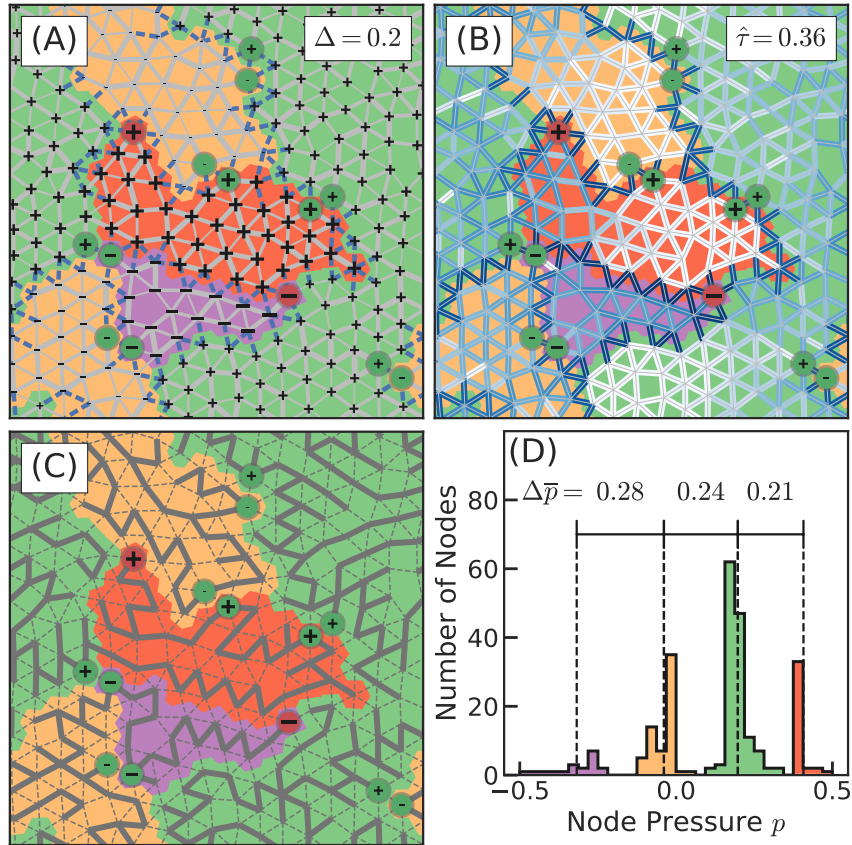 (A)
Δ = 0.2
(B)
τ̂ = 0.36
(C)
(D)
Δp̅ = 0.28 0.24 0.21
80
60
40
20
0
−0.5 0.0 0.5
Number of Nodes
Node Pressure p